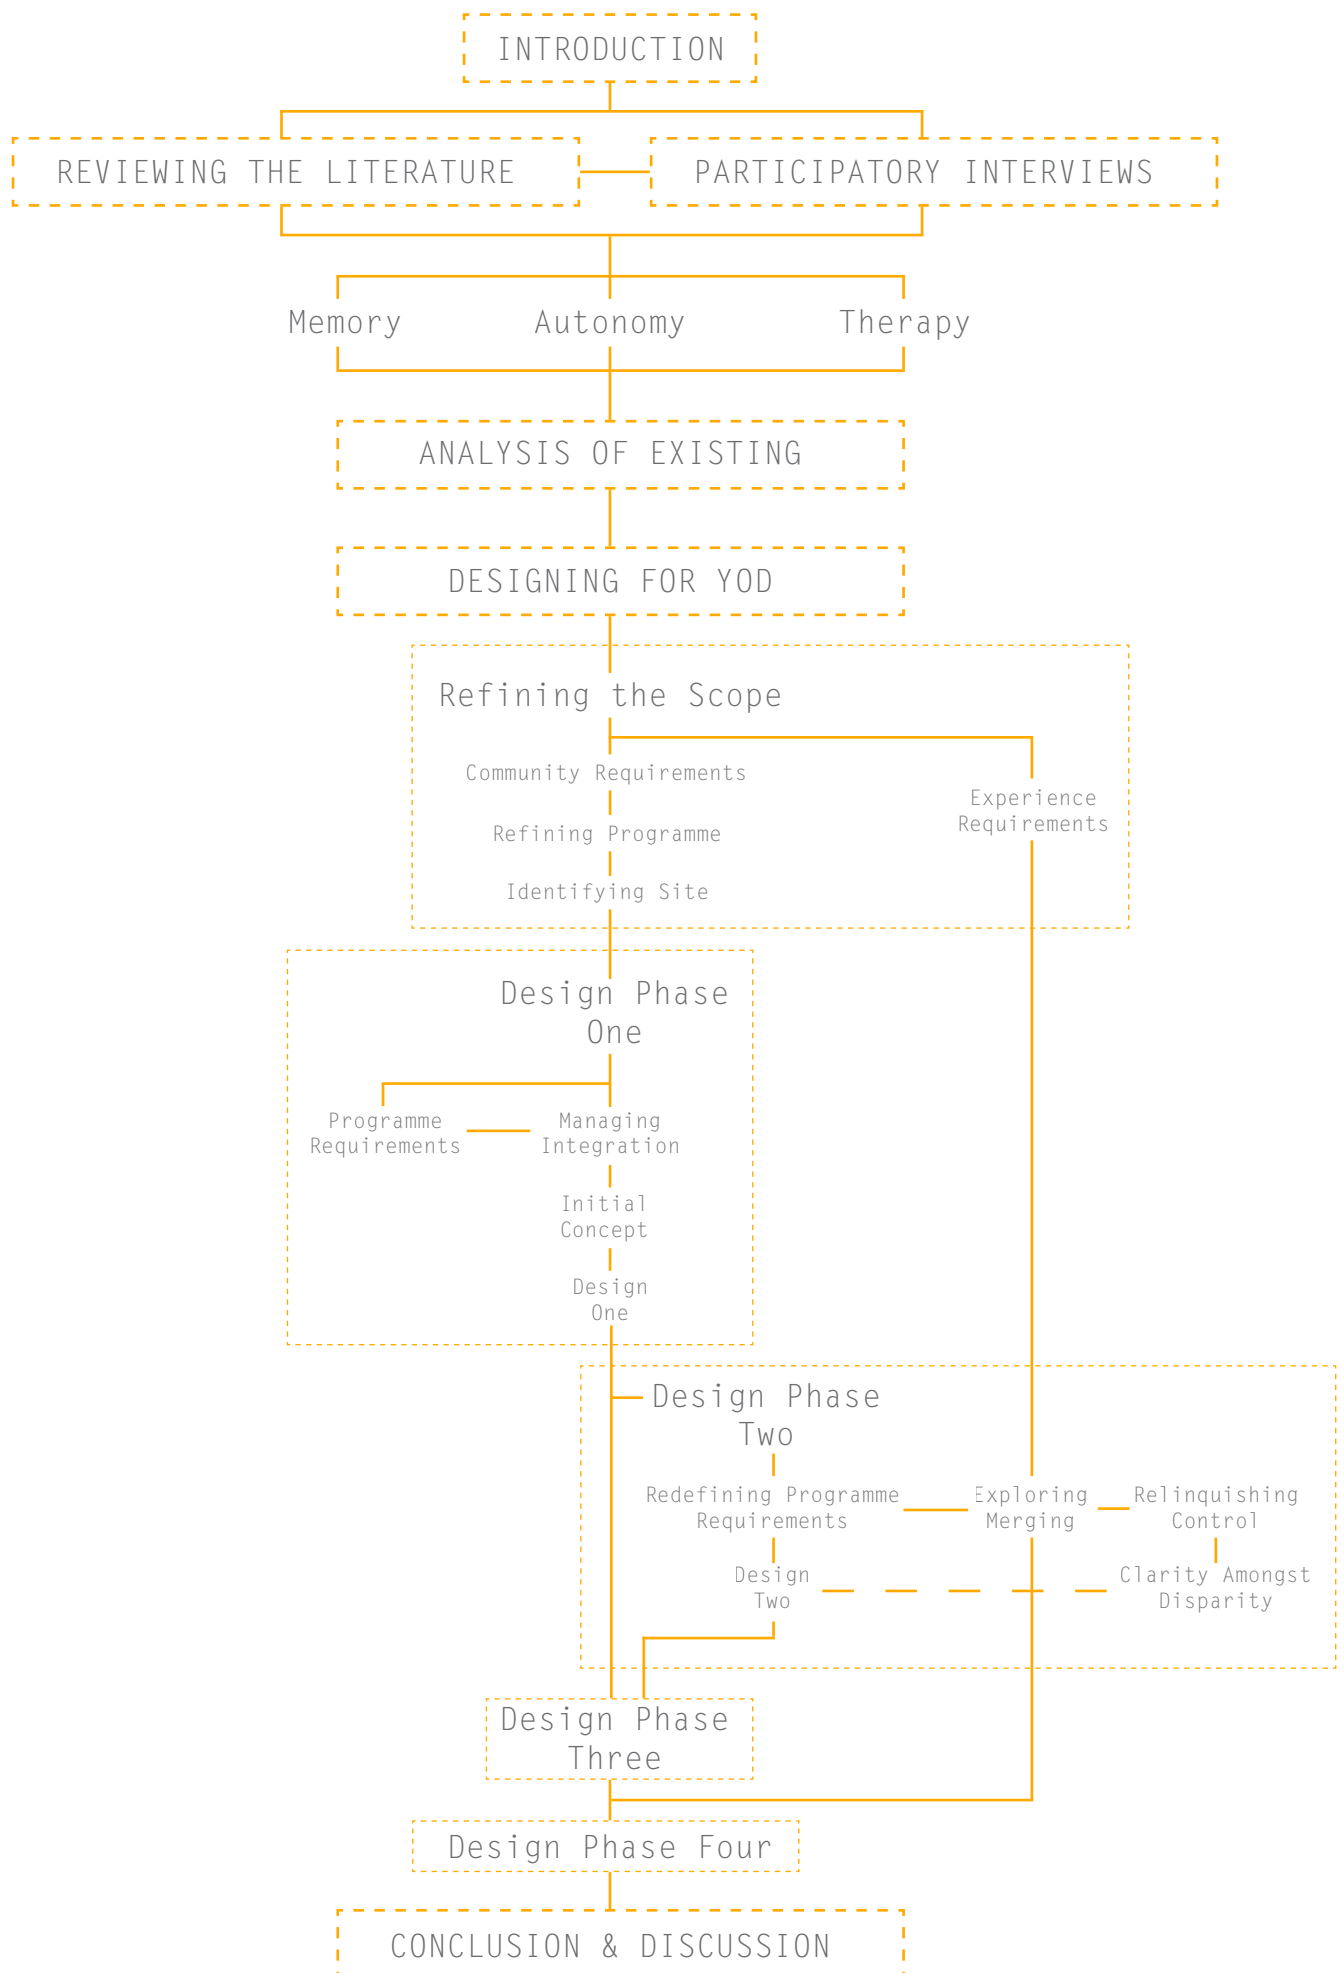 INTRODUCTION
REVIEWING THE LITERATURE
PARTICIPATORY INTERVIEWS
Memory
Autonomy
Therapy
ANALYSIS OF EXISTING
DESIGNING FOR YOD
Refining the Scope
Community Requirements
Experience
Requirements
Refining Programme
Identifying Site
Design Phase
One
Programme
Requirements
Managing
Integration
Initial
Concept
Design
One
Design Phase
Two
Redefining Programme
Requirements
Exploring
Merging
Relinquishing
Control
Design
Two
Clarity Amongst
Disparity
Design Phase
Three
Design Phase Four
CONCLUSION & DISCUSSION